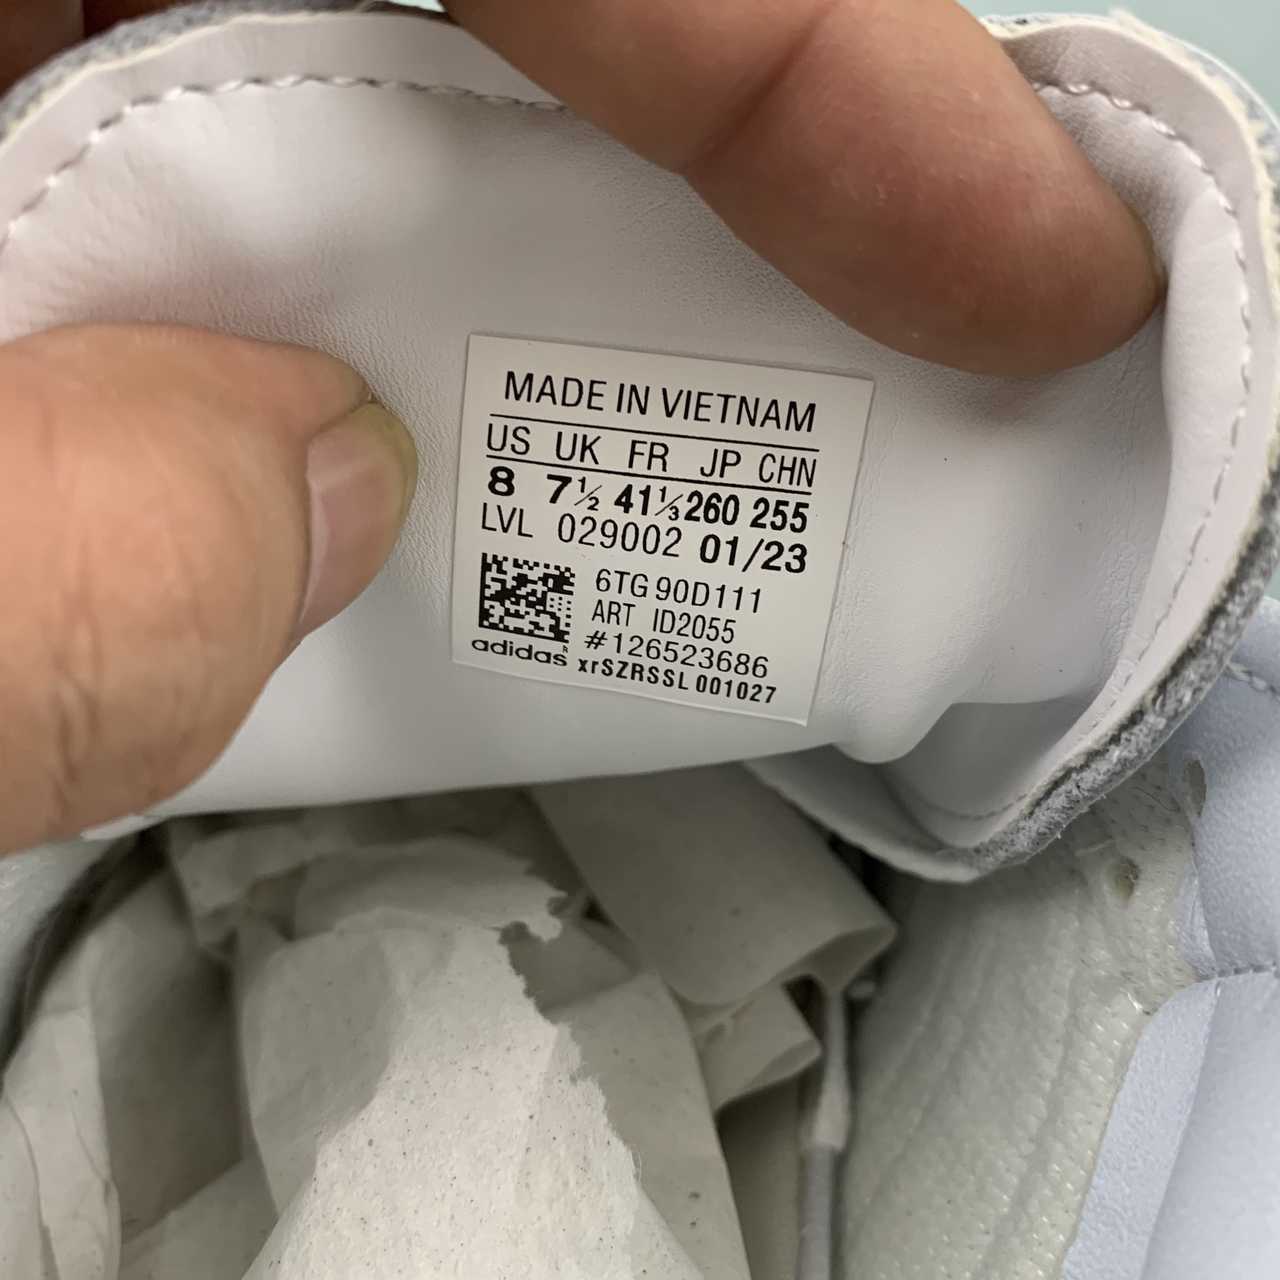 MADE IN VIETNAM
US UK FR JP CHN
8 7½ 41⅓ 260 255
LVL 029002 01/23
6TG 90D111
ART ID2055
#126523686
adidas® xrSZRSSL 001027